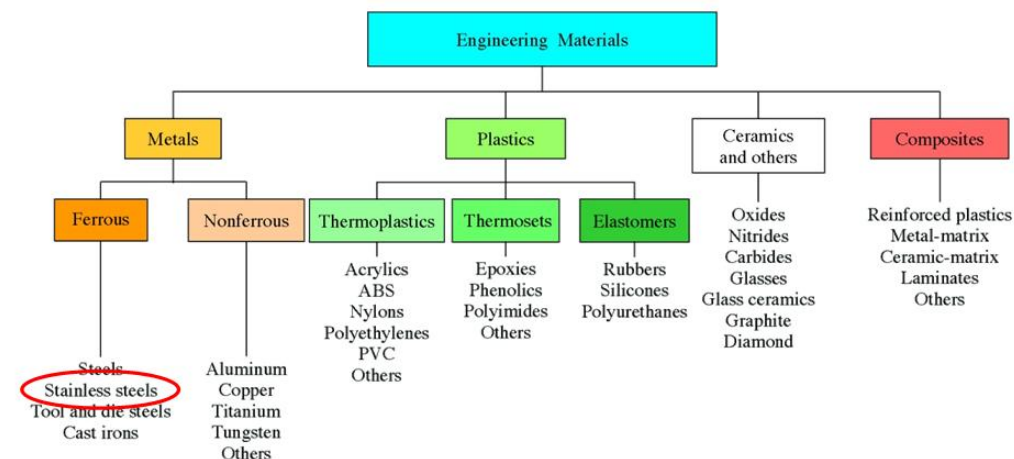 Engineering Materials
Metals
Plastics
Ceramics
and others
Composites
Ferrous
Nonferrous
Thermoplastics
Thermosets
Elastomers
Steels
Stainless steels
Tool and die steels
Cast irons
Aluminum
Copper
Titanium
Tungsten
Others
Acrylics
ABS
Nylons
Polyethylenes
PVC
Others
Epoxies
Phenolics
Polyimides
Others
Rubbers
Silicones
Polyurethanes
Oxides
Nitrides
Carbides
Glasses
Glass ceramics
Graphite
Diamond
Reinforced plastics
Metal-matrix
Ceramic-matrix
Laminates
Others